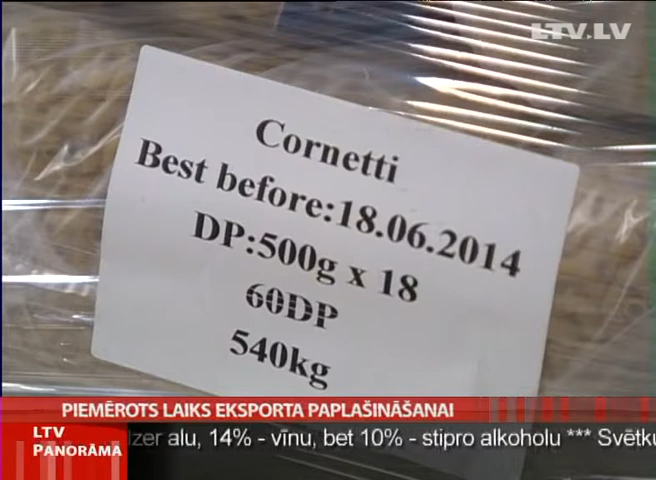 LTV.LV
Cornetti
Best before:18.06.2014
DP:500g x 18
60DP
540kg
PIEMĒROTS LAIKS EKSPORTA PAPLAŠINĀŠANAI
LTV
PANORĀMA
alu, 14% - vīnu, bet 10% - stipro alkoholu ***